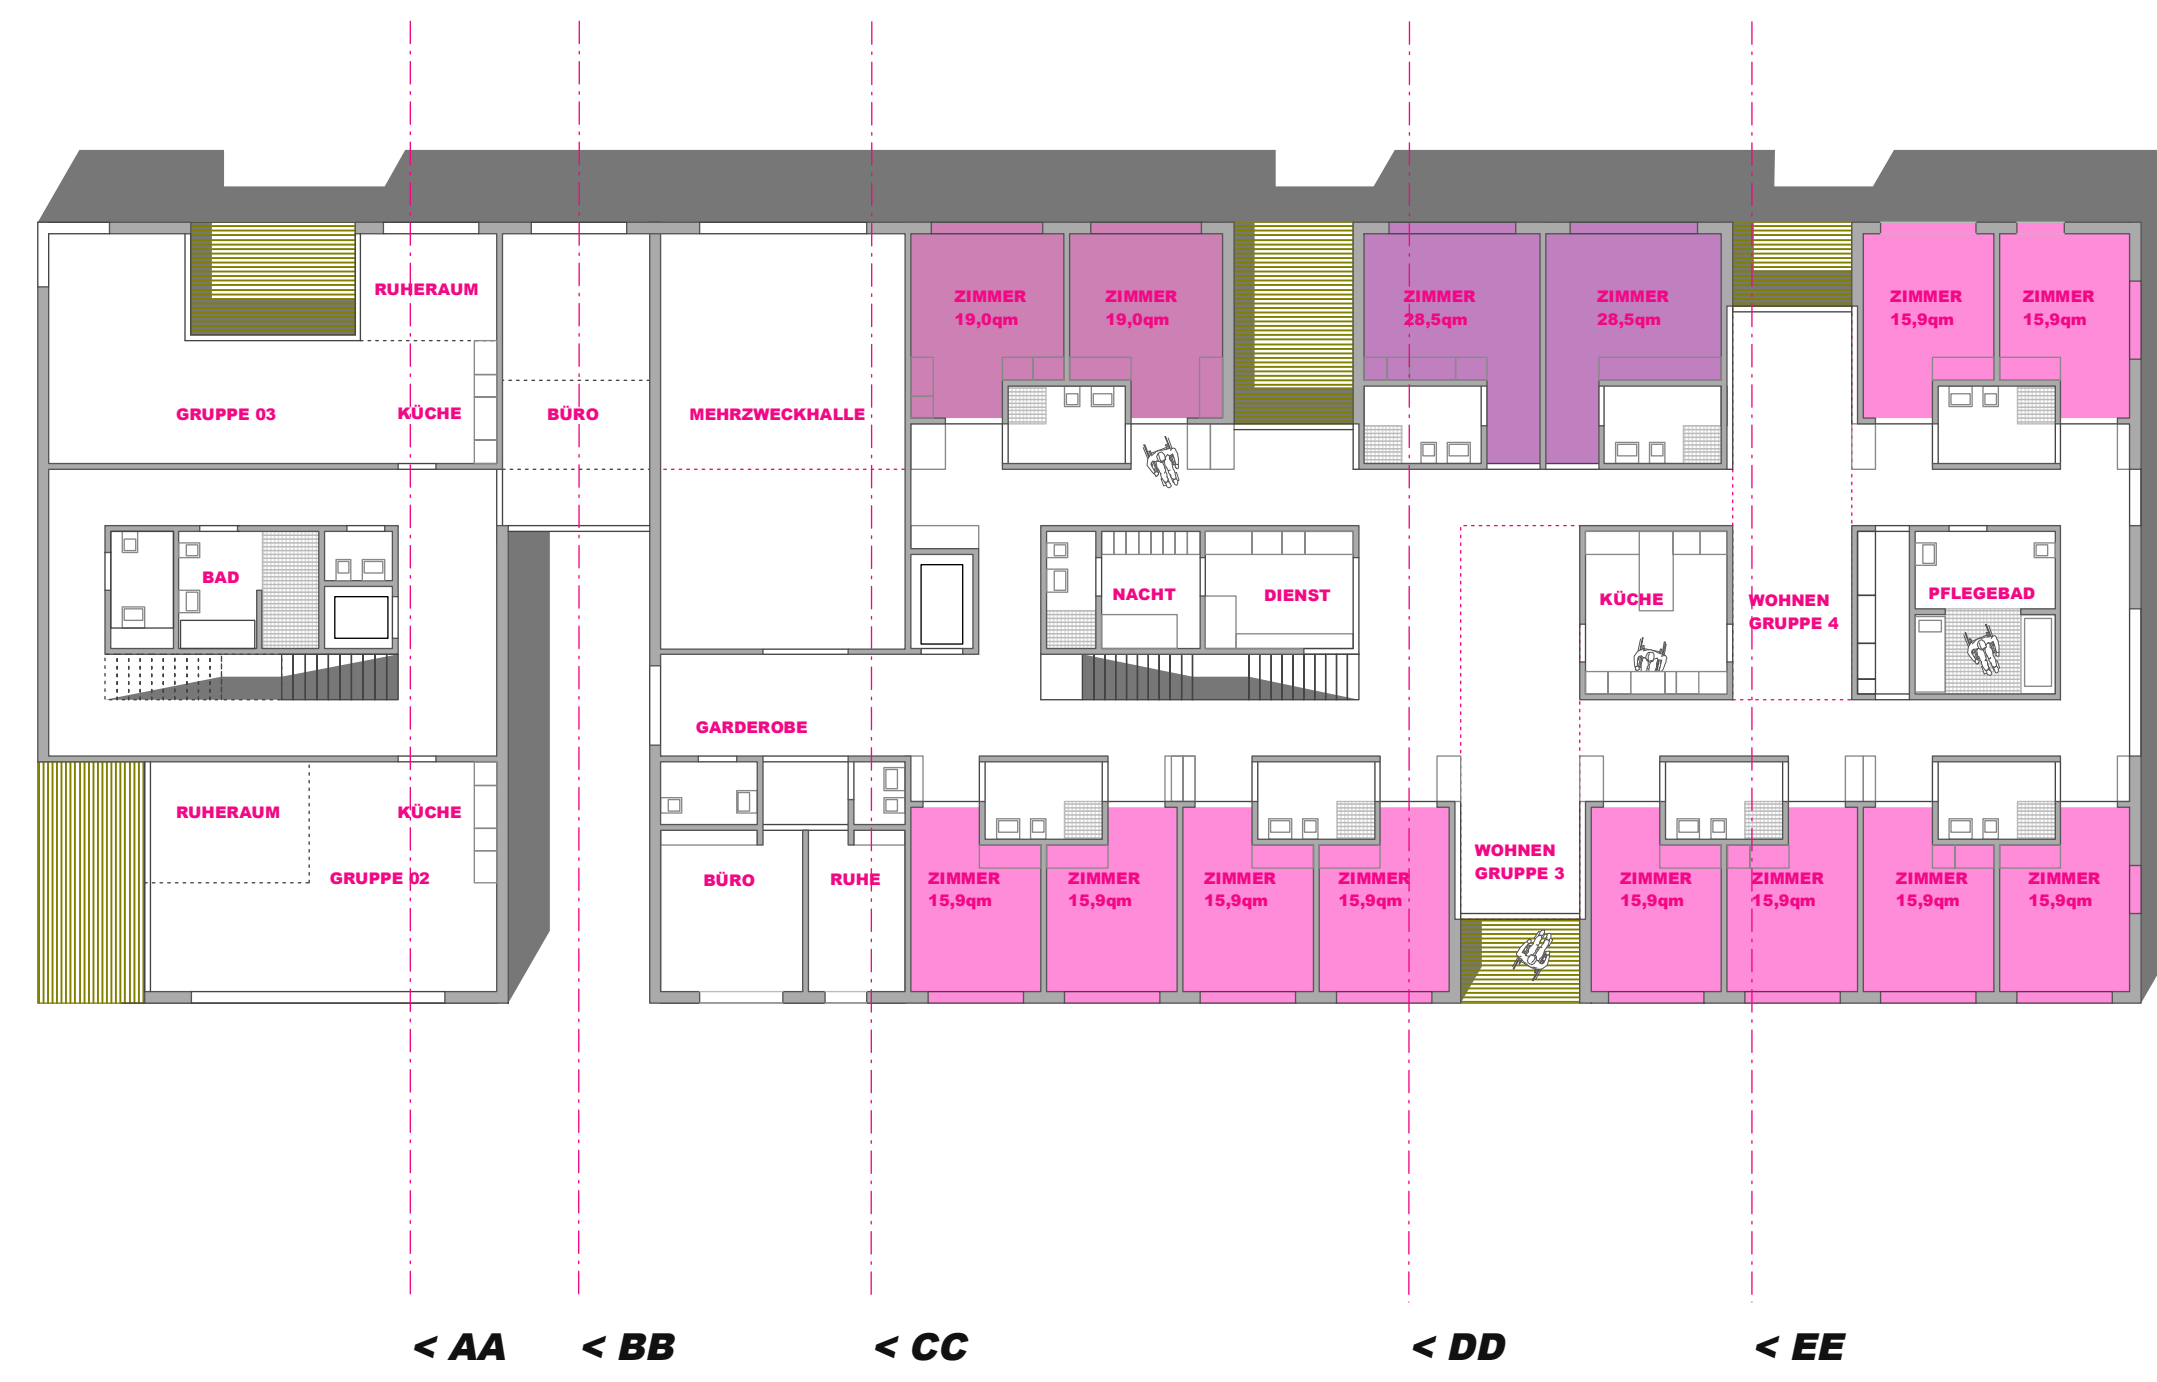 RUHERAUM
ZIMMER
19,0qm
ZIMMER
19,0qm
ZIMMER
28,5qm
ZIMMER
28,5qm
ZIMMER
15,9qm
ZIMMER
15,9qm
GRUPPE 03
KÜCHE
BÜRO
MEHRZWECKHALLE
BAD
NACHT
DIENST
KÜCHE
WOHNEN
GRUPPE 4
PFLEGEBAD
GARDEROBE
RUHERAUM
KÜCHE
GRUPPE 02
BÜRO
RUHE
ZIMMER
15,9qm
ZIMMER
15,9qm
ZIMMER
15,9qm
ZIMMER
15,9qm
WOHNEN
GRUPPE 3
ZIMMER
15,9qm
ZIMMER
15,9qm
ZIMMER
15,9qm
ZIMMER
15,9qm
< AA
< BB
< CC
< DD
< EE